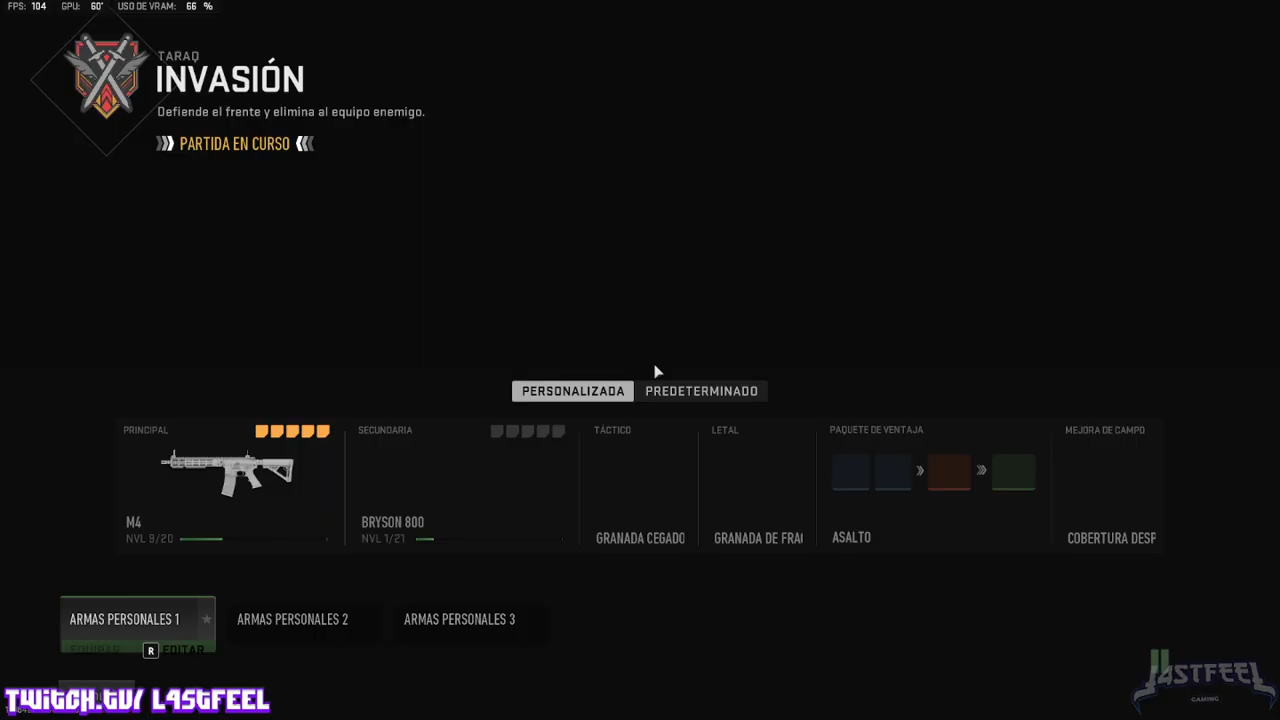 FPS: 104 GPU: 60° USO DE VRAM: 66 %
TARAQ
INVASIÓN
Defiende el frente y elimina al equipo enemigo.
PARTIDA EN CURSO
PERSONALIZADA PREDETERMINADO
PRINCIPAL SECUNDARIA TÁCTICO LETAL PAQUETE DE VENTAJA MEJORA DE CAMPO
M4 BRYSON 800
NVL 9/20 NVL 1/21
GRANADA CEGADO GRANADA DE FRAG ASALTO COBERTURA DESP
ARMAS PERSONALES 1 ARMAS PERSONALES 2 ARMAS PERSONALES 3
EQUIPAR R EDITAR
TWITCH.TV/ L4STFEEL
L4STFEEL
GAMING